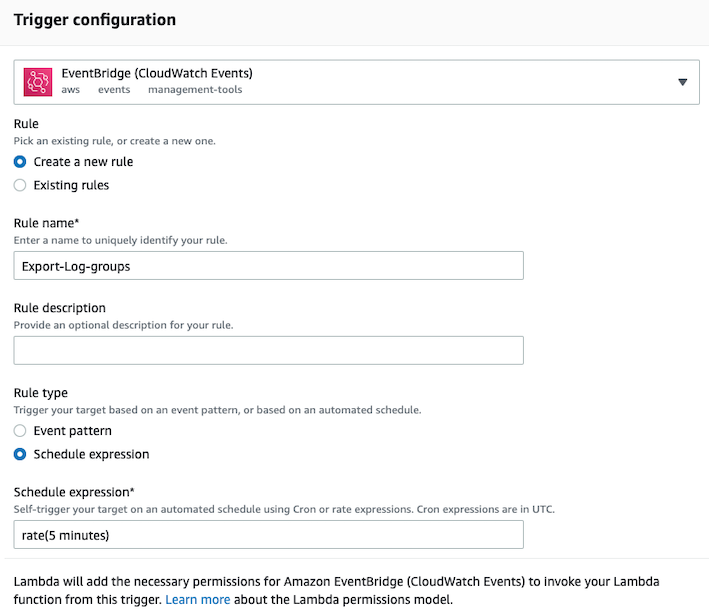 Trigger configuration
EventBridge (CloudWatch Events)
aws events management-tools
Rule
Pick an existing rule, or create a new one.
Create a new rule
Existing rules
Rule name*
Enter a name to uniquely identify your rule.
Export-Log-groups
Rule description
Provide an optional description for your rule.
Rule type
Trigger your target based on an event pattern, or based on an automated schedule.
Event pattern
Schedule expression
Schedule expression*
Self-trigger your target on an automated schedule using Cron or rate expressions. Cron expressions are in UTC.
rate(5 minutes)
Lambda will add the necessary permissions for Amazon EventBridge (CloudWatch Events) to invoke your Lambda
function from this trigger. Learn more about the Lambda permissions model.